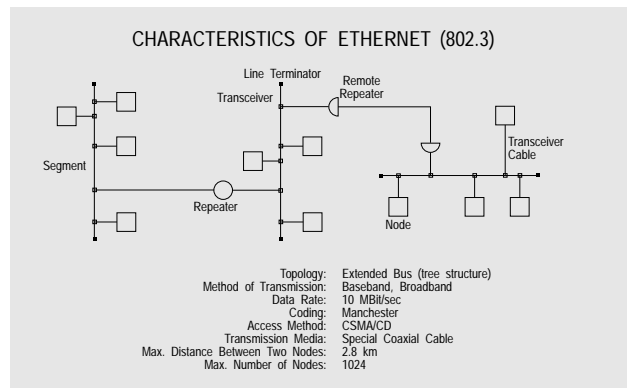 CHARACTERISTICS OF ETHERNET (802.3)
Line Terminator
Transceiver
Remote
Repeater
Transceiver
Cable
Segment
Repeater
Node
Topology: Extended Bus (tree structure)
Method of Transmission: Baseband, Broadband
Data Rate: 10 MBit/sec
Coding: Manchester
Access Method: CSMA/CD
Transmission Media: Special Coaxial Cable
Max. Distance Between Two Nodes: 2.8 km
Max. Number of Nodes: 1024